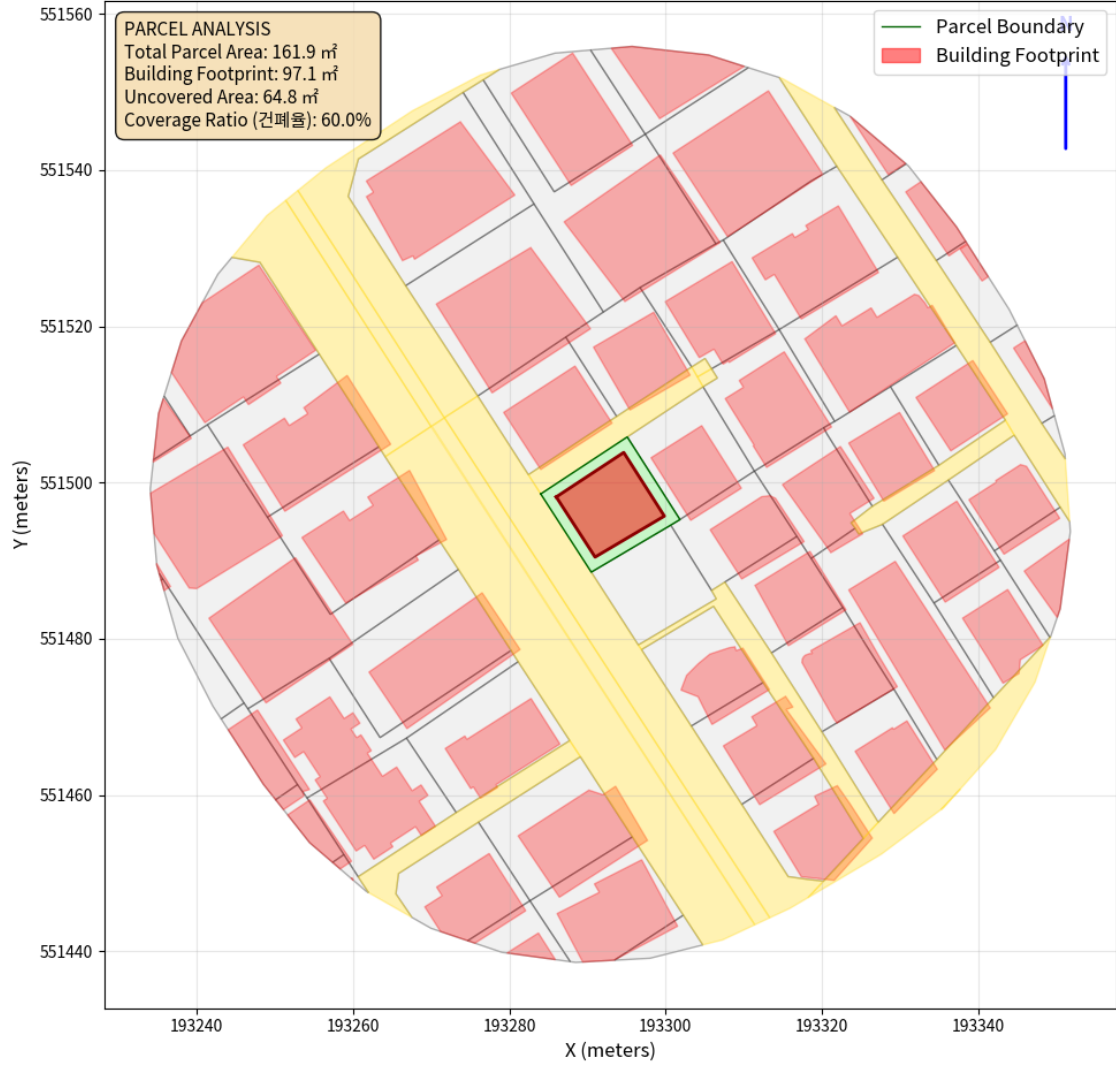 PARCEL ANALYSIS
Total Parcel Area: 161.9 ㎡
Building Footprint: 97.1 ㎡
Uncovered Area: 64.8 ㎡
Coverage Ratio (건폐율): 60.0%
Parcel Boundary
Building Footprint
N
551560
551540
551520
551500
551480
551460
551440
Y (meters)
193240
193260
193280
193300
193320
193340
X (meters)